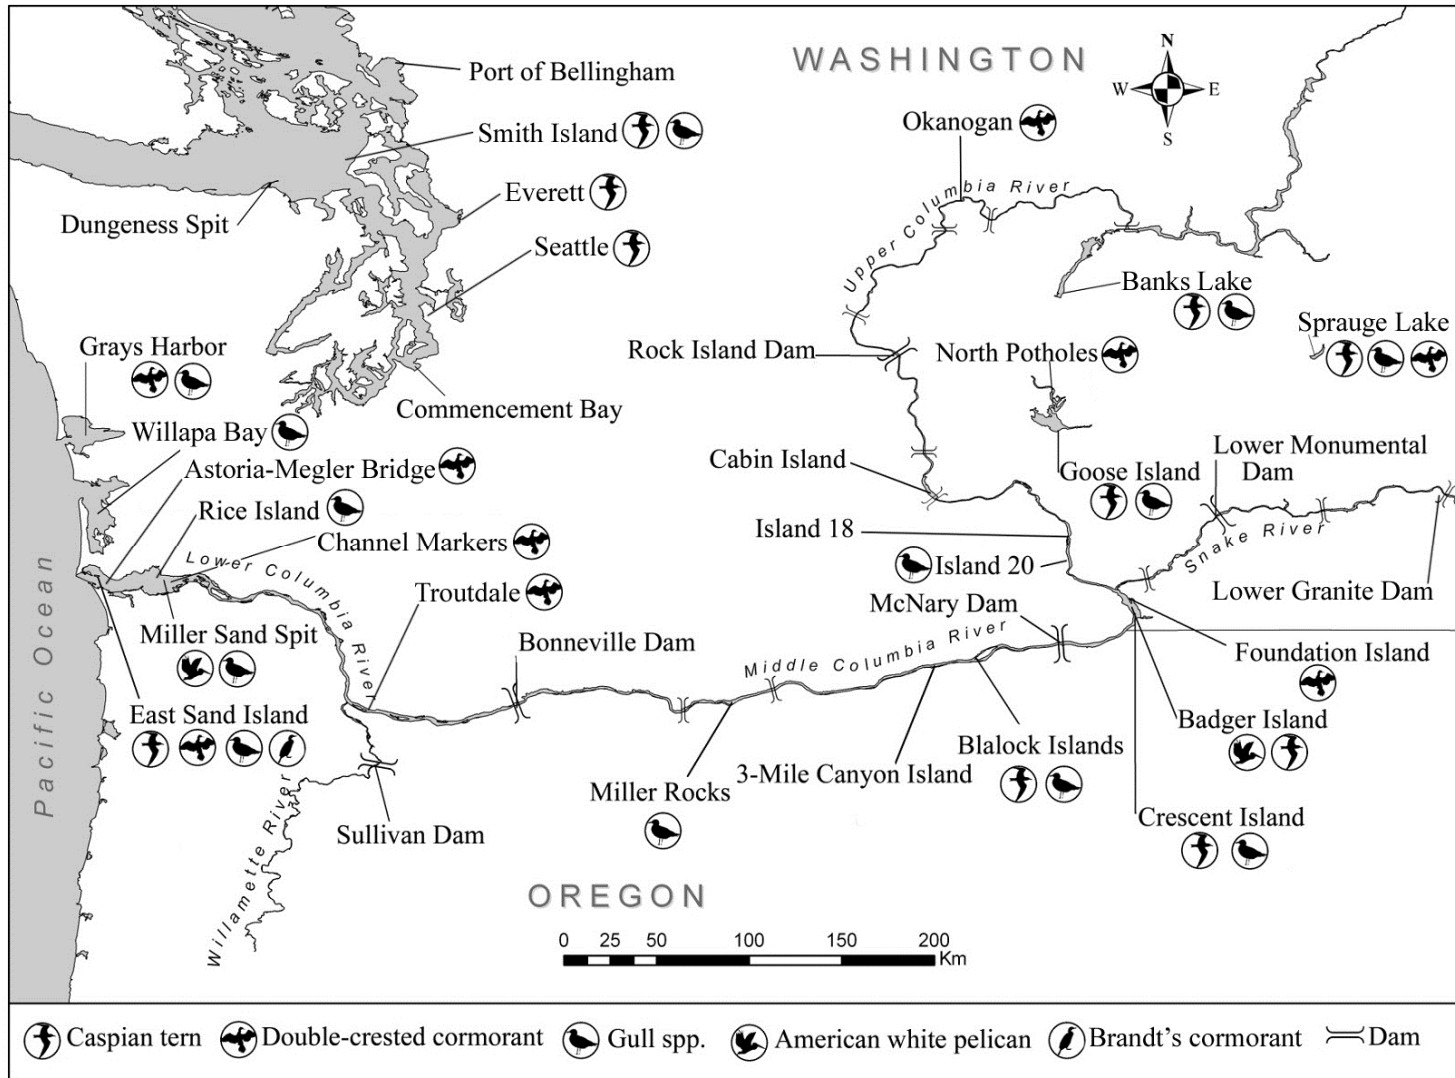 WASHINGTON
N
W
E
S
Port of Bellingham
Smith Island
Okanogan
Everett
Upper Columbia River
Dungeness Spit
Seattle
Banks Lake
Sprauge Lake
Grays Harbor
Rock Island Dam
North Potholes
Commencement Bay
Willapa Bay
Astoria-Megler Bridge
Cabin Island
Goose Island
Lower Monumental
Dam
Rice Island
Channel Markers
Island 18
Snake River
Lower Columbia River
Island 20
Troutdale
McNary Dam
Lower Granite Dam
Pacific Ocean
Miller Sand Spit
Bonneville Dam
Middle Columbia River
Foundation Island
East Sand Island
Badger Island
Blalock Islands
3-Mile Canyon Island
Miller Rocks
Sullivan Dam
Crescent Island
Willamette River
OREGON
0 25 50 100 150 200
Km
Caspian tern Double-crested cormorant Gull spp. American white pelican Brandt's cormorant Dam